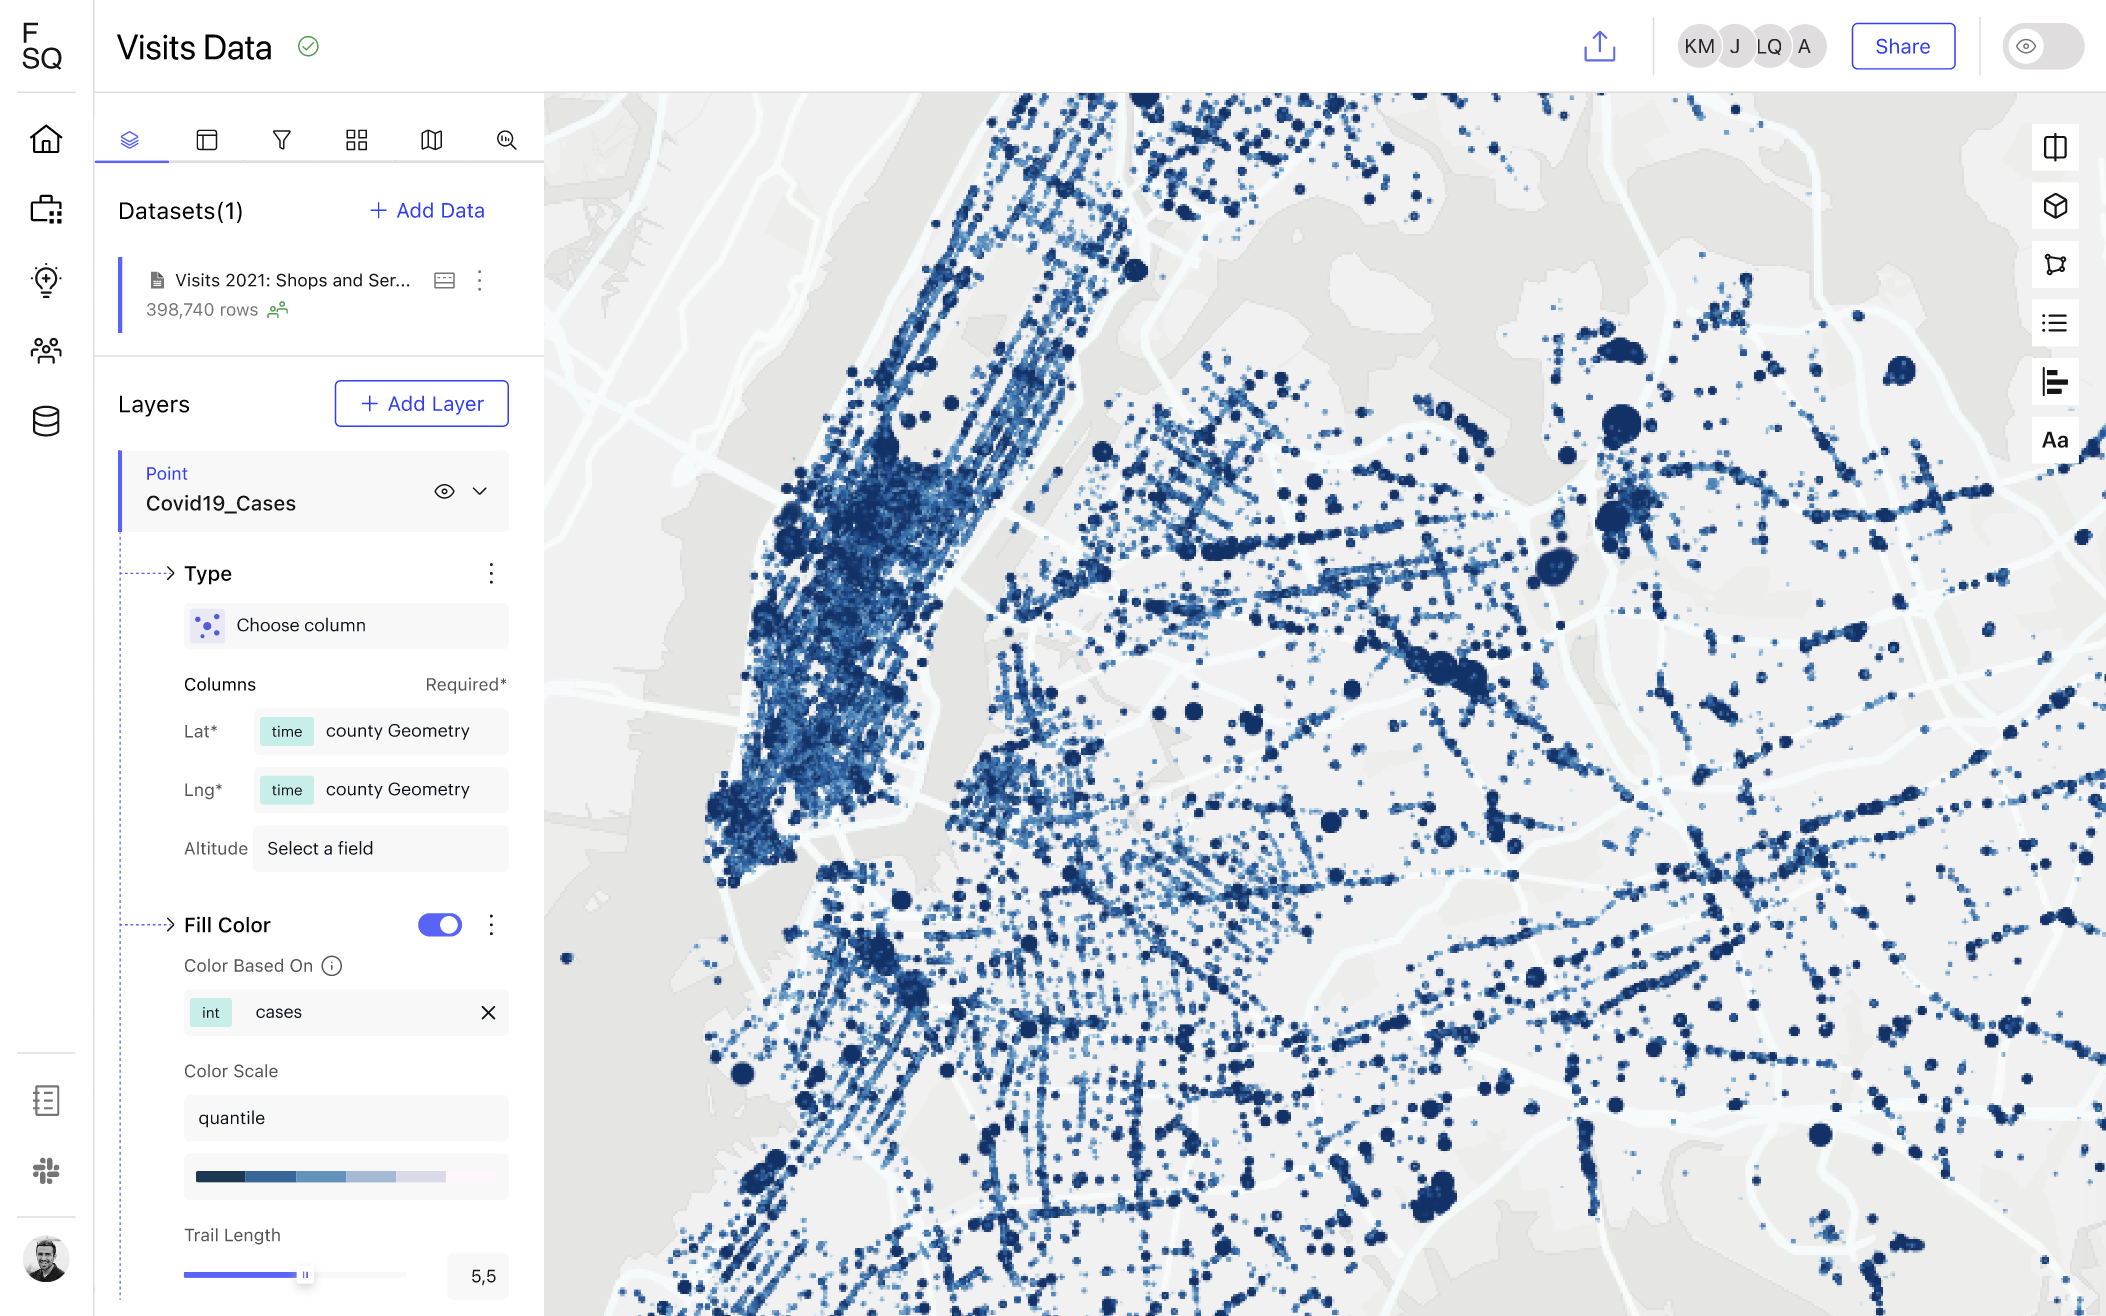 F
SQ
Visits Data
KM J LQ A
Share
Datasets(1)
+ Add Data
Visits 2021: Shops and Ser...
398,740 rows
Layers
+ Add Layer
Point
Covid19_Cases
Type
Choose column
Columns Required*
Lat* time county Geometry
Lng* time county Geometry
Altitude Select a field
Fill Color
Color Based On
int cases
Color Scale
quantile
Trail Length
5,5
Aa